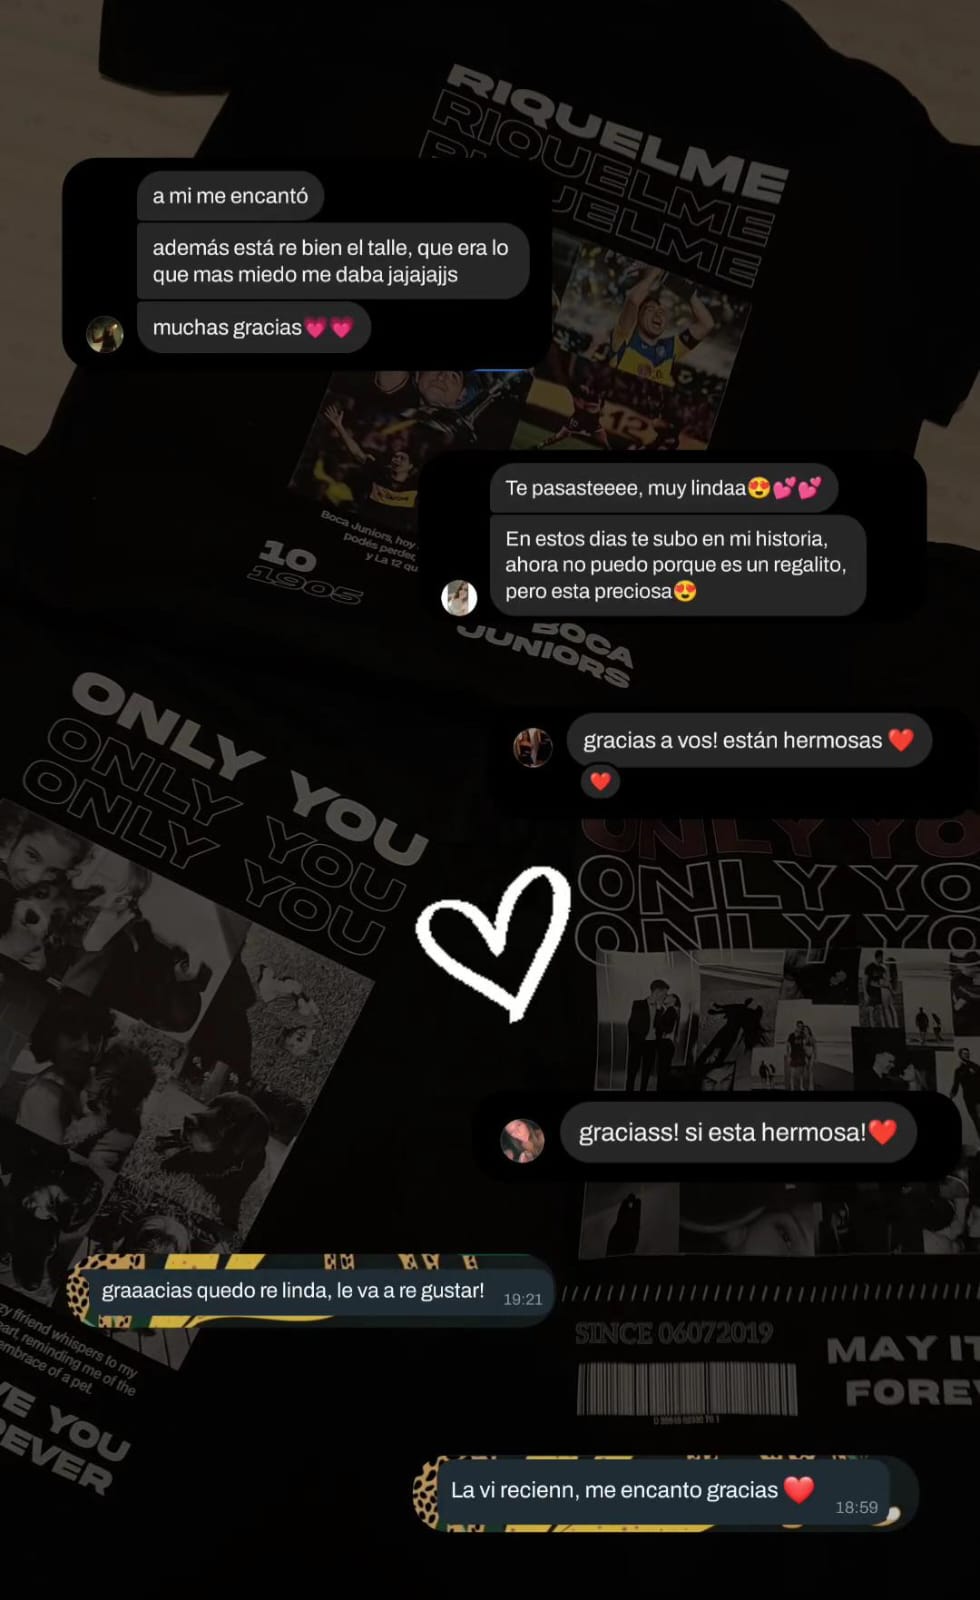 RIQUELME
RIQUELME
a mi me encantó
además está re bien el talle, que era lo
que mas miedo me daba jajajajjs
muchas gracias💗💗
Te pasasteeee, muy lindaa😍💕💕
En estos dias te subo en mi historia,
ahora no puedo porque es un regalito,
pero esta preciosa😍
Boca Juniors, hoy
podés perder,
y La 12 qu
10
1905
BOCA
JUNIORS
gracias a vos! están hermosas ❤️
❤️
ONLY YOU
ONLY YOU
ONLY YOU
ONLY YO
ONLY YO
ONLY YO
graciass! si esta hermosa!❤️
graaacias quedo re linda, le va a re gustar!
19:21
friend whispers to my
reminding me of the
embrace of a pet.
YOU
EVER
SINCE 06072019
MAY IT
FORE
La vi recienn, me encanto gracias ❤️
18:59